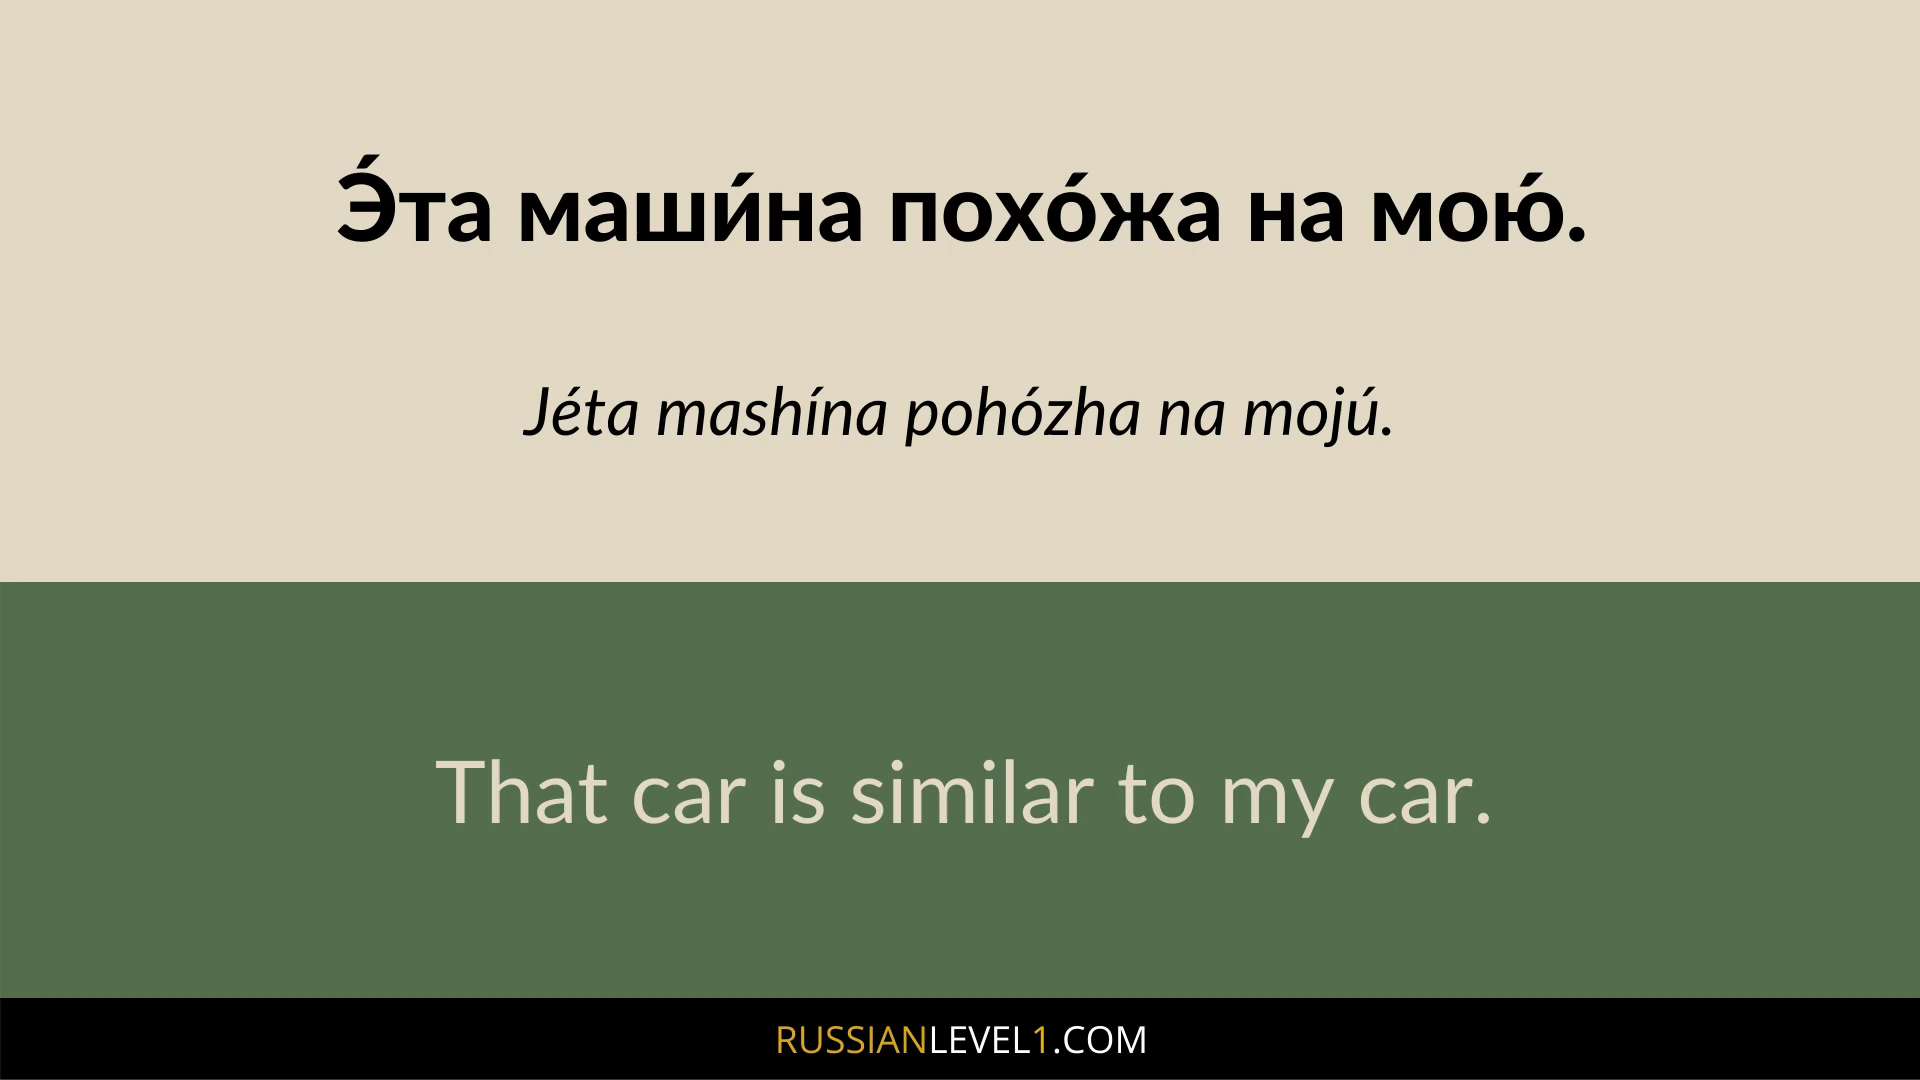 Э́та маши́на похо́жа на мою́.
Jéta mashína pohózha na mojú.
That car is similar to my car.
RUSSIANLEVEL1.COM